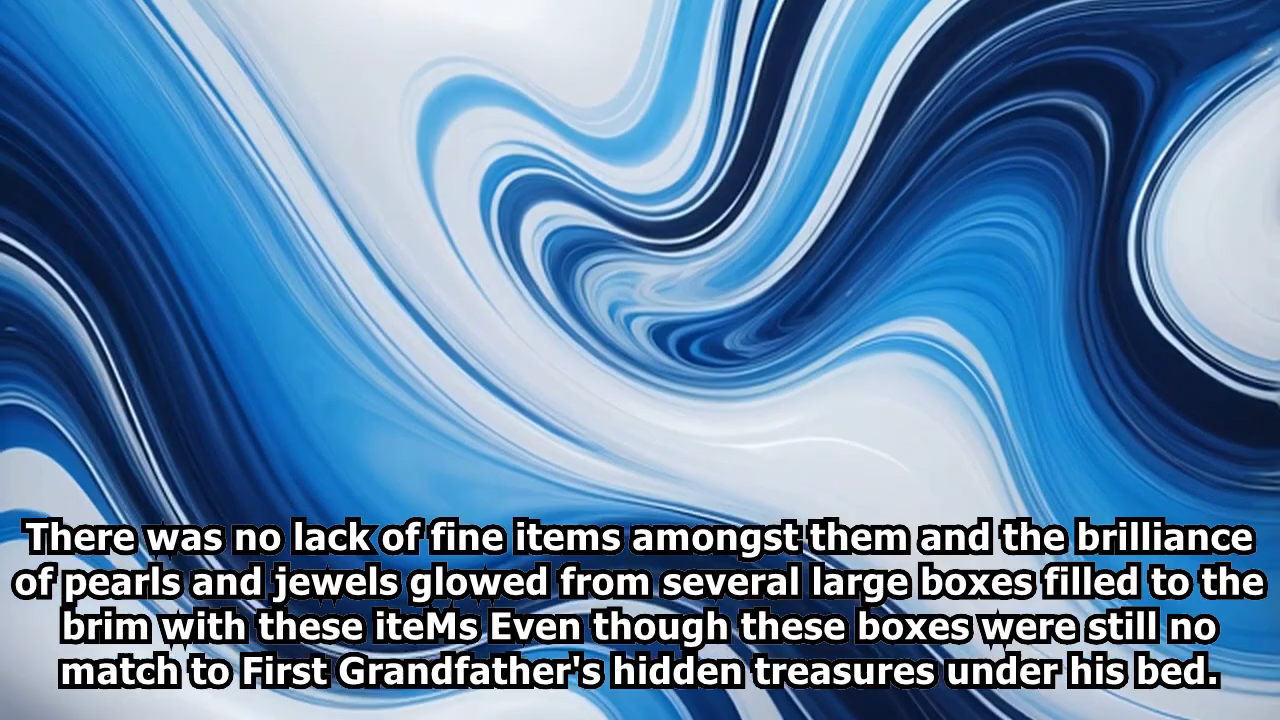 There was no lack of fine items amongst them and the brilliance
of pearls and jewels glowed from several large boxes filled to the
brim with these iteMs Even though these boxes were still no
match to First Grandfather's hidden treasures under his bed.